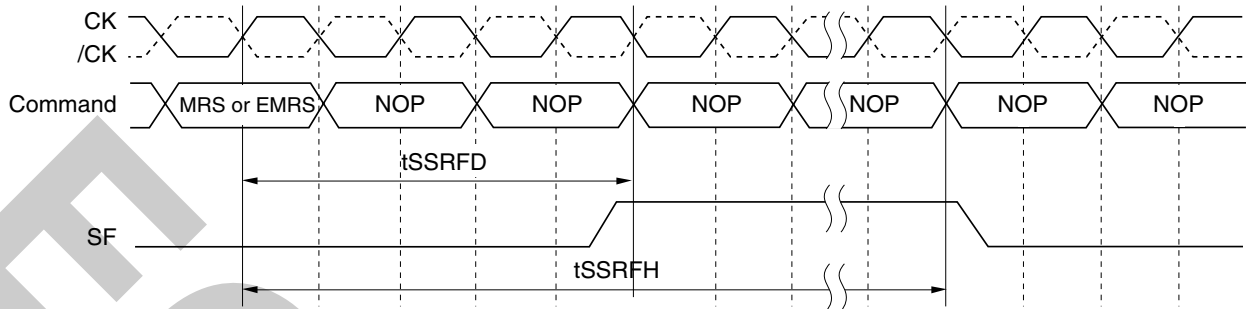 CK
/CK
Command MRS or EMRS NOP NOP NOP NOP NOP NOP
tSSRFD
SF
tSSRFH